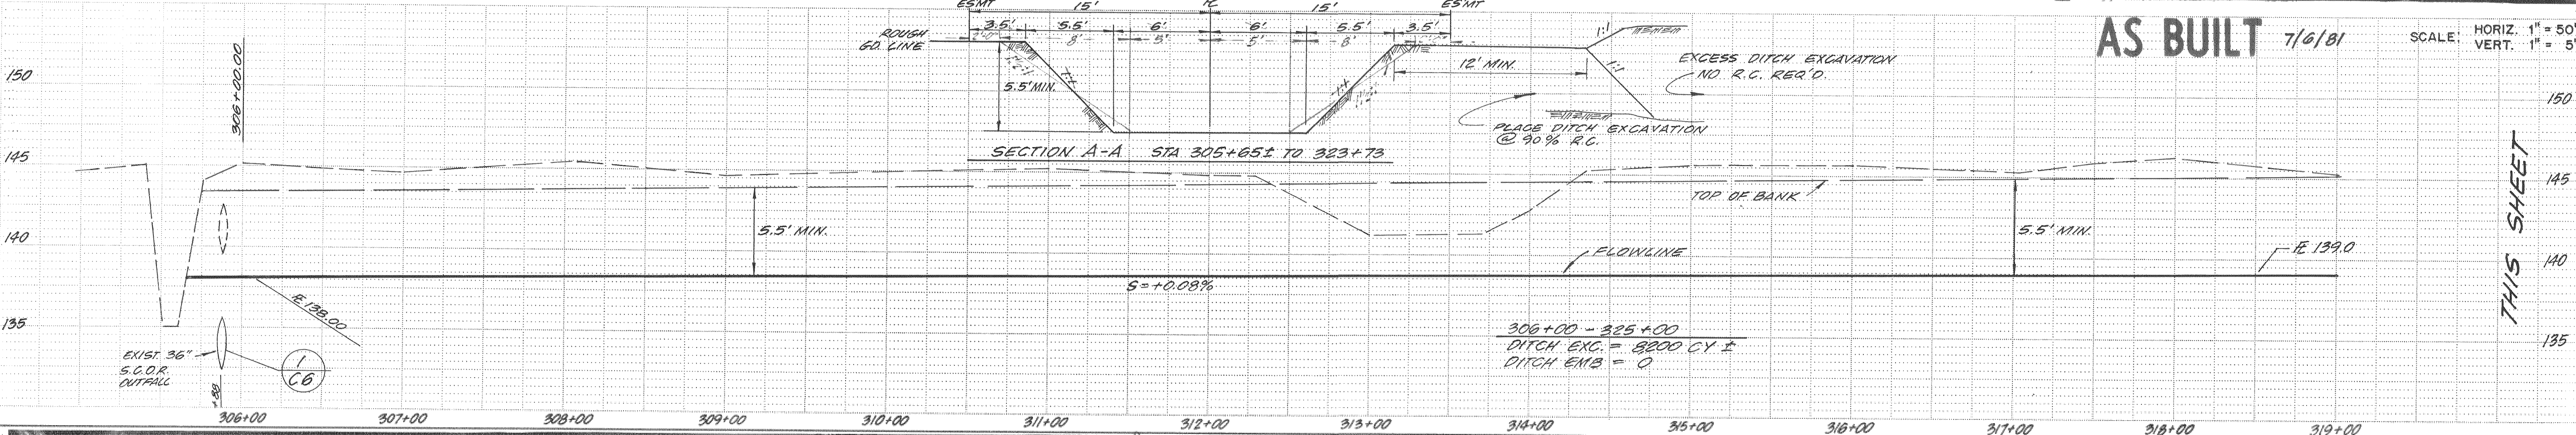 ESMT 15' ℄ 15' ESMT
3.5' 5.5' 6' 6' 5.5' 3.5'
8' 5' 5' 8'
ROUGH
GD. LINE
1:1
1:1
1:1
1:1
5.5' MIN.
12' MIN.
EXCESS DITCH EXCAVATION
NO R.C. REQ'D.
PLACE DITCH EXCAVATION
@ 90% R.C.
SECTION A-A STA 305+65± TO 323+73
AS BUILT 7/6/81
SCALE: HORIZ. 1" = 50'
VERT. 1" = 5'
306+00.00
150
145
140
135
150
145
140
135
5.5' MIN.
TOP OF BANK
5.5' MIN.
FLOWLINE
FE 139.0
S=+0.08%
FE 138.00
306+00 - 325+00
DITCH EXC. = 8200 CY ±
DITCH EMB = 0
EXIST. 36"
S.C.O.R.
OUTFALL
1
C6
+88
THIS SHEET
306+00 307+00 308+00 309+00 310+00 311+00 312+00 313+00 314+00 315+00 316+00 317+00 318+00 319+00